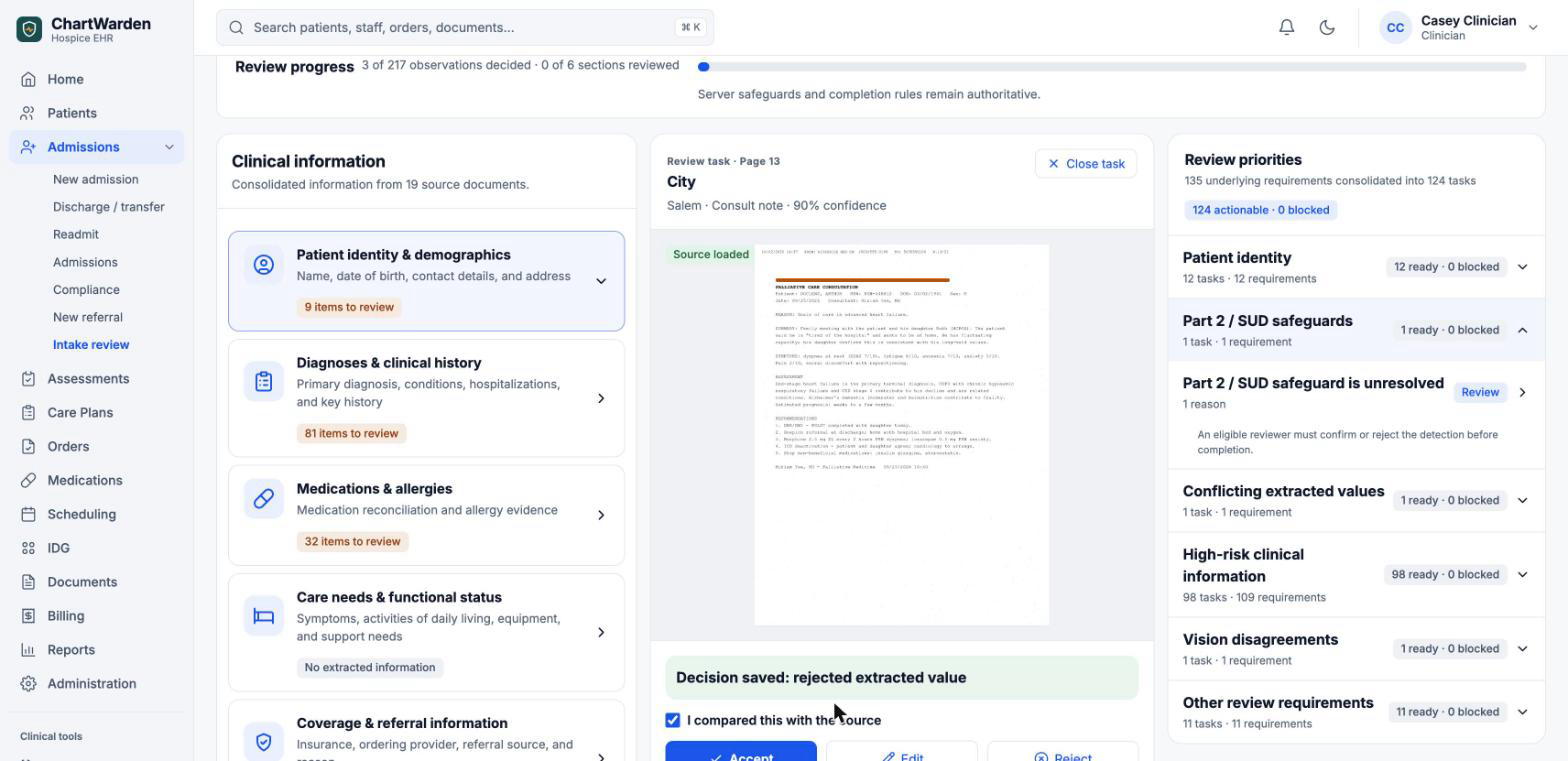 ChartWarden
Hospice EHR
Home
Patients
Admissions
New admission
Discharge / transfer
Readmit
Admissions
Compliance
New referral
Intake review
Assessments
Care Plans
Orders
Medications
Scheduling
IDG
Documents
Billing
Reports
Administration
Clinical tools
Search patients, staff, orders, documents...
⌘ K
CC
Casey Clinician
Clinician
Review progress 3 of 217 observations decided · 0 of 6 sections reviewed
Server safeguards and completion rules remain authoritative.
Clinical information
Consolidated information from 19 source documents.
Patient identity & demographics
Name, date of birth, contact details, and address
9 items to review
Diagnoses & clinical history
Primary diagnosis, conditions, hospitalizations,
and key history
81 items to review
Medications & allergies
Medication reconciliation and allergy evidence
32 items to review
Care needs & functional status
Symptoms, activities of daily living, equipment,
and support needs
No extracted information
Coverage & referral information
Insurance, ordering provider, referral source, and
Review task · Page 13
City
Salem · Consult note · 90% confidence
Close task
Source loaded
PALLIATIVE CARE CONSULTATION
REASON: Goals of care in advanced heart failure.
ASSESSMENT
RECOMMENDATIONS
Decision saved: rejected extracted value
I compared this with the source
Accept
Edit
Reject
Review priorities
135 underlying requirements consolidated into 124 tasks
124 actionable · 0 blocked
Patient identity
12 tasks · 12 requirements
12 ready · 0 blocked
Part 2 / SUD safeguards
1 task · 1 requirement
1 ready · 0 blocked
Part 2 / SUD safeguard is unresolved
1 reason
Review
An eligible reviewer must confirm or reject the detection before
completion.
Conflicting extracted values
1 task · 1 requirement
1 ready · 0 blocked
High-risk clinical
information
98 tasks · 109 requirements
98 ready · 0 blocked
Vision disagreements
1 task · 1 requirement
1 ready · 0 blocked
Other review requirements
11 tasks · 11 requirements
11 ready · 0 blocked